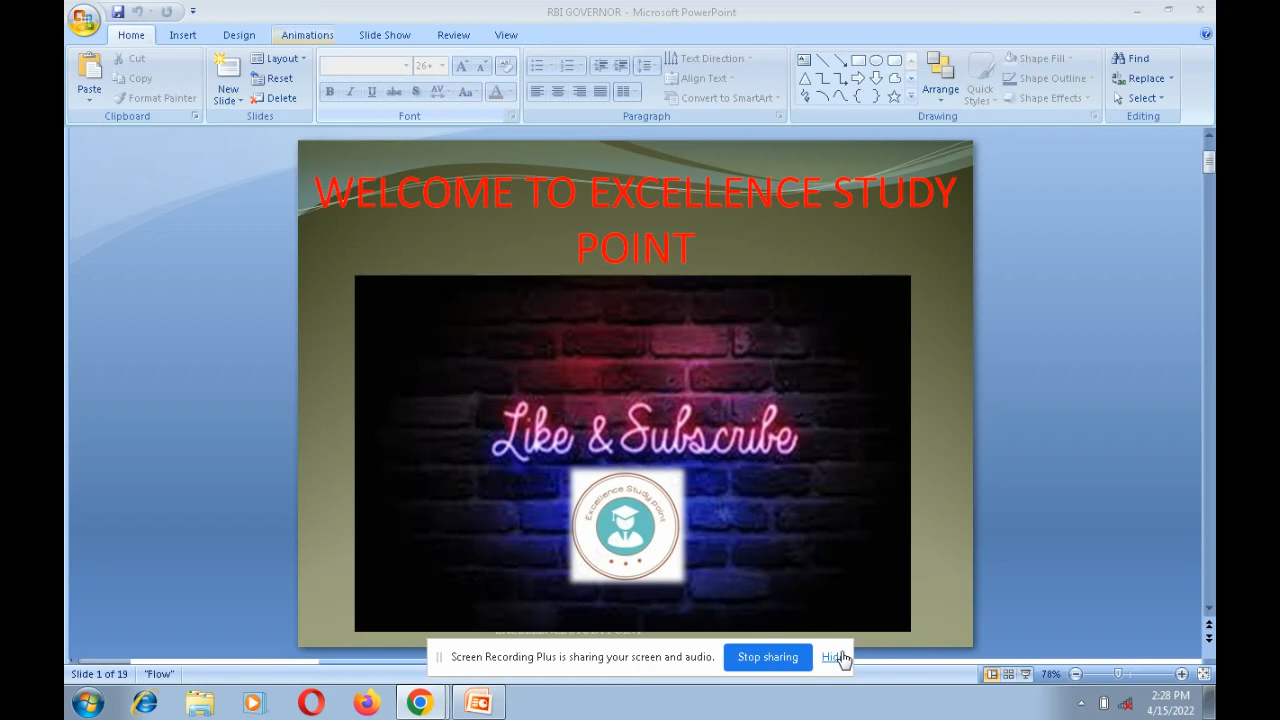 RBI GOVERNOR - Microsoft PowerPoint
Home Insert Design Animations Slide Show Review View
Cut
Copy
Format Painter
Paste
Clipboard
New Slide
Layout
Reset
Delete
Slides
26+
B I U abc S AV Aa A
Font
Text Direction
Align Text
Convert to SmartArt
Paragraph
Arrange
Quick Styles
Shape Fill
Shape Outline
Shape Effects
Drawing
Find
Replace
Select
Editing
WELCOME TO EXCELLENCE STUDY
POINT
Like & Subscribe
Excellence Study point
Screen Recording Plus is sharing your screen and audio. Stop sharing
Slide 1 of 19 "Flow" 78%
2:28 PM
4/15/2022